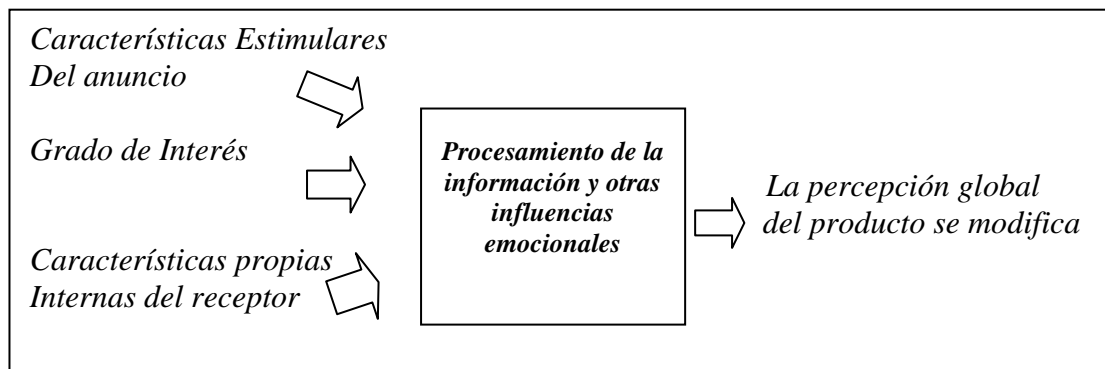 Características Estimulares
Del anuncio
Grado de Interés
Características propias
Internas del receptor
Procesamiento de la
información y otras
influencias
emocionales
La percepción global
del producto se modifica